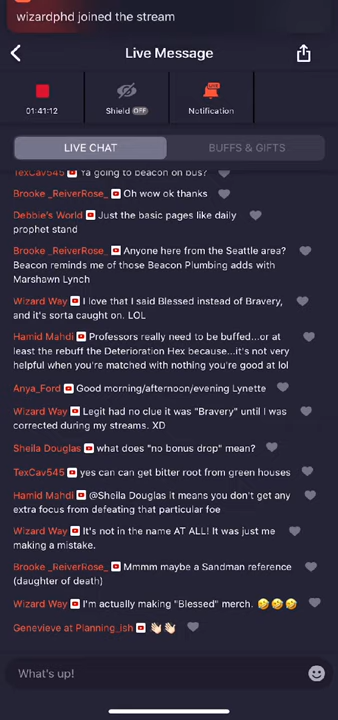 wizardphd joined the stream
Live Message
01:41:12
Shield OFF
Notification
LIVE CHAT
BUFFS & GIFTS
TexCav545 Ya going to beacon on bus?
Brooke _ReiverRose_ Oh wow ok thanks
Debbie's World Just the basic pages like daily
prophet stand
Brooke _ReiverRose_ Anyone here from the Seattle area?
Beacon reminds me of those Beacon Plumbing adds with
Marshawn Lynch
Wizard Way I love that I said Blessed instead of Bravery,
and it's sorta caught on. LOL
Hamid Mahdi Professors really need to be buffed...or at
least the rebuff the Deterioration Hex because...it's not very
helpful when you're matched with nothing you're good at lol
Anya_Ford Good morning/afternoon/evening Lynette
Wizard Way Legit had no clue it was "Bravery" until I was
corrected during my streams. XD
Sheila Douglas what does "no bonus drop" mean?
TexCav545 yes can can get bitter root from green houses
Hamid Mahdi @Sheila Douglas it means you don't get any
extra focus from defeating that particular foe
Wizard Way It's not in the name AT ALL! It was just me
making a mistake.
Brooke _ReiverRose_ Mmmm maybe a Sandman reference
(daughter of death)
Wizard Way I'm actually making "Blessed" merch. 🤣🤣🤣
Genevieve at Planning_ish 👏🏻👏🏻
What's up!